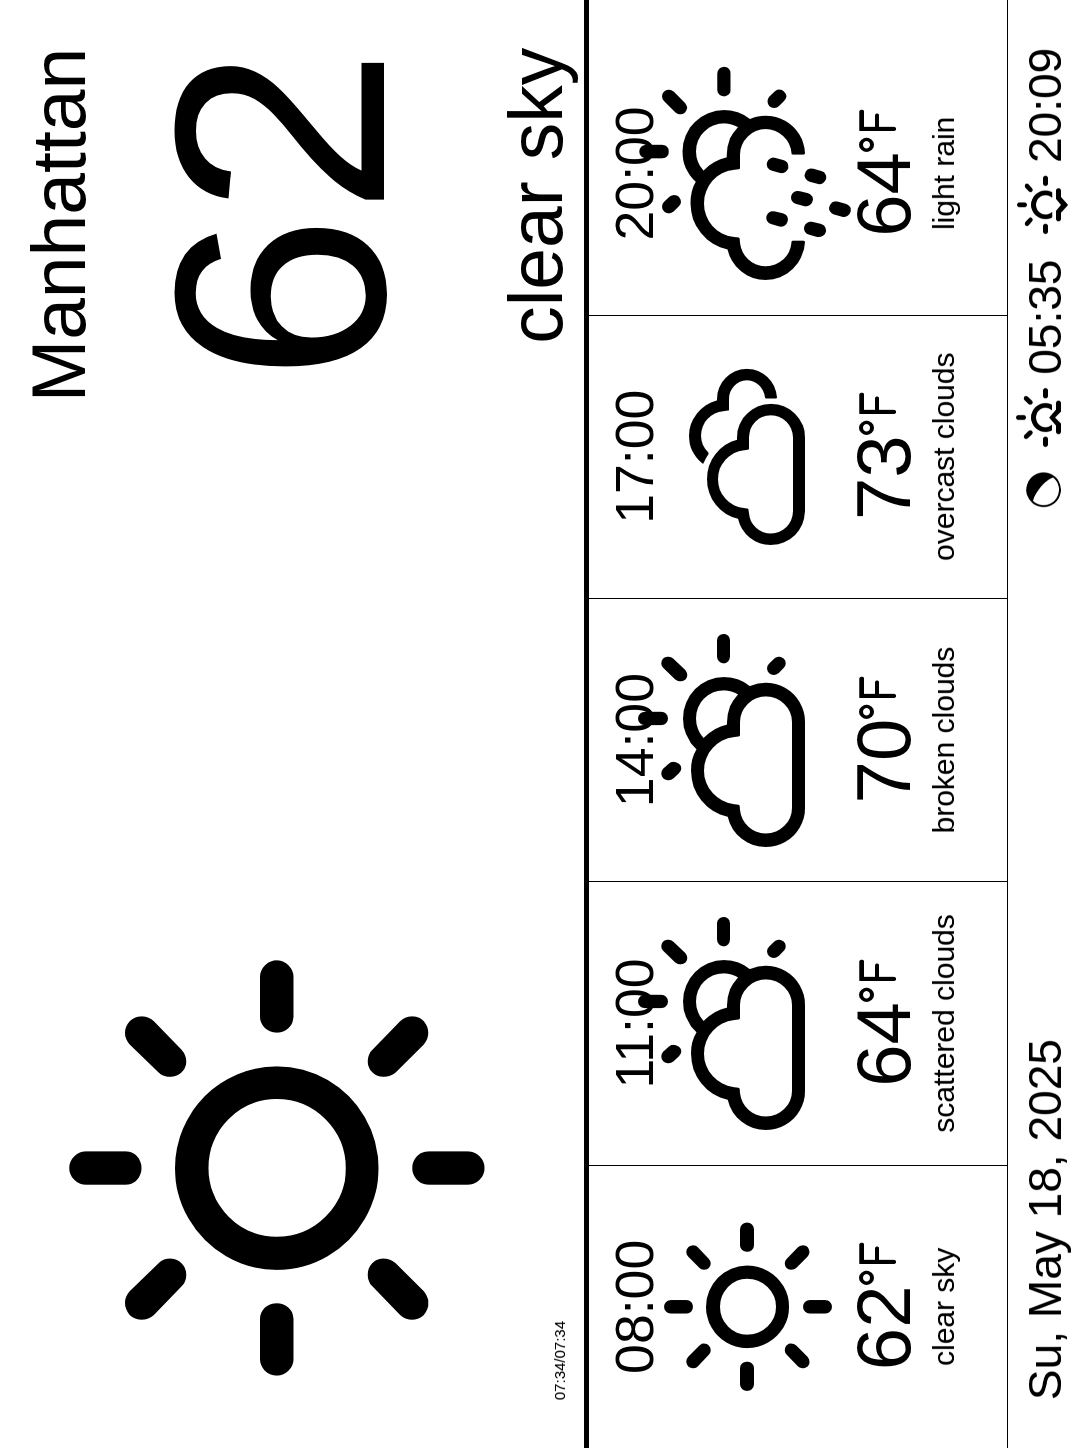 Manhattan
62
clear sky
07:34/07:34
08:00
62°F
clear sky
11:00
64°F
scattered clouds
14:00
70°F
broken clouds
17:00
73°F
overcast clouds
20:00
64°F
light rain
Su, May 18, 2025
05:35
20:09